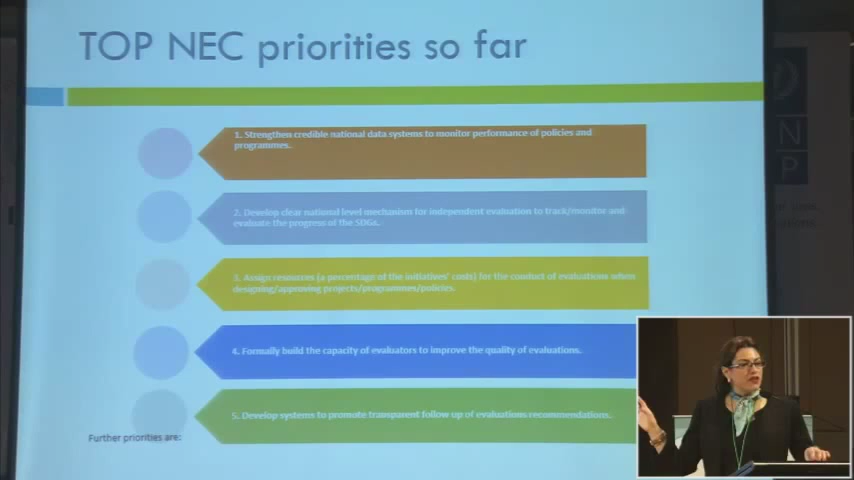 TOP NEC priorities so far
1. Strengthen credible national data systems to monitor performance of policies and
programmes.
2. Develop clear national level mechanism for independent evaluation to track/monitor and
evaluate the progress of the SDGs.
3. Assign resources (a percentage of the initiatives' costs) for the conduct of evaluations when
designing/approving projects/programmes/policies.
4. Formally build the capacity of evaluators to improve the quality of evaluations.
5. Develop systems to promote transparent follow up of evaluations recommendations.
Further priorities are:
N
P